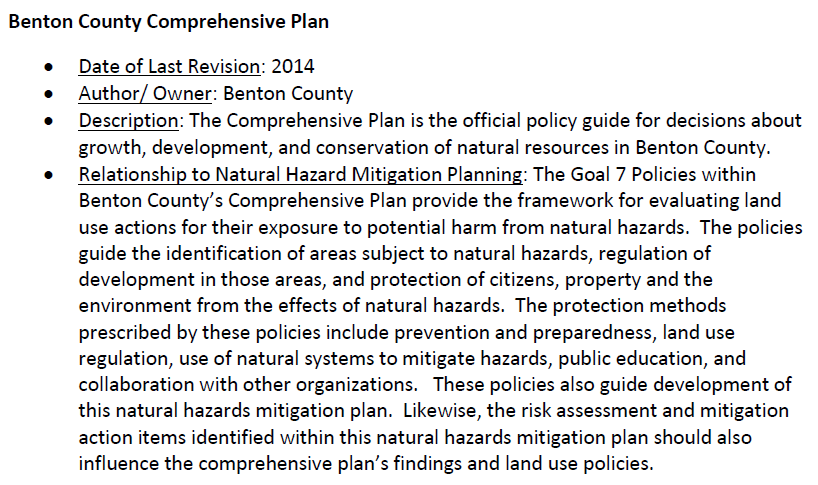 Benton County Comprehensive Plan
• Date of Last Revision: 2014
• Author/ Owner: Benton County
• Description: The Comprehensive Plan is the official policy guide for decisions about
growth, development, and conservation of natural resources in Benton County.
• Relationship to Natural Hazard Mitigation Planning: The Goal 7 Policies within
Benton County’s Comprehensive Plan provide the framework for evaluating land
use actions for their exposure to potential harm from natural hazards.  The policies
guide the identification of areas subject to natural hazards, regulation of
development in those areas, and protection of citizens, property and the
environment from the effects of natural hazards.  The protection methods
prescribed by these policies include prevention and preparedness, land use
regulation, use of natural systems to mitigate hazards, public education, and
collaboration with other organizations.   These policies also guide development of
this natural hazards mitigation plan.  Likewise, the risk assessment and mitigation
action items identified within this natural hazards mitigation plan should also
influence the comprehensive plan’s findings and land use policies.